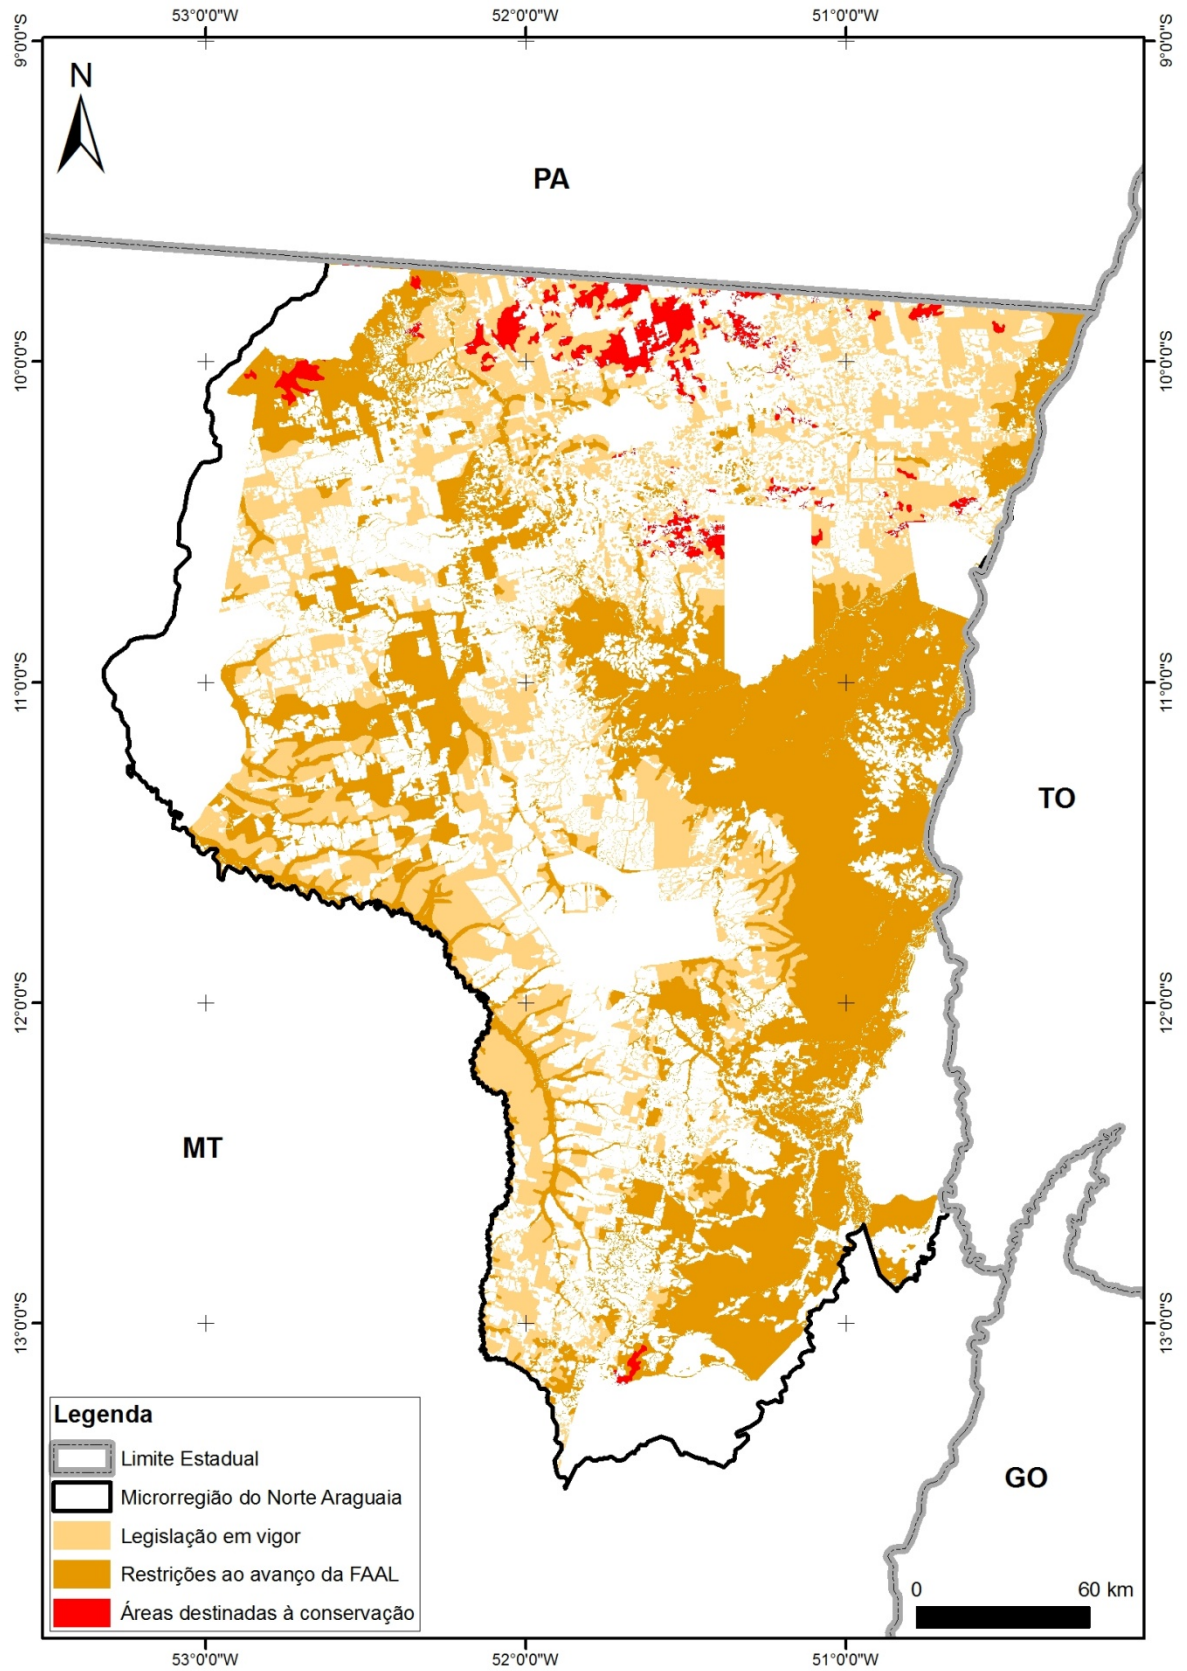 53°0'0"W 52°0'0"W 51°0'0"W
9°0'0"S 9°0'0"S
N
PA
10°0'0"S 10°0'0"S
11°0'0"S 11°0'0"S
TO
12°0'0"S 12°0'0"S
MT
13°0'0"S 13°0'0"S
Legenda
Limite Estadual
Microrregião do Norte Araguaia
Legislação em vigor
Restrições ao avanço da FAAL
Áreas destinadas à conservação
GO
0 60 km
53°0'0"W 52°0'0"W 51°0'0"W